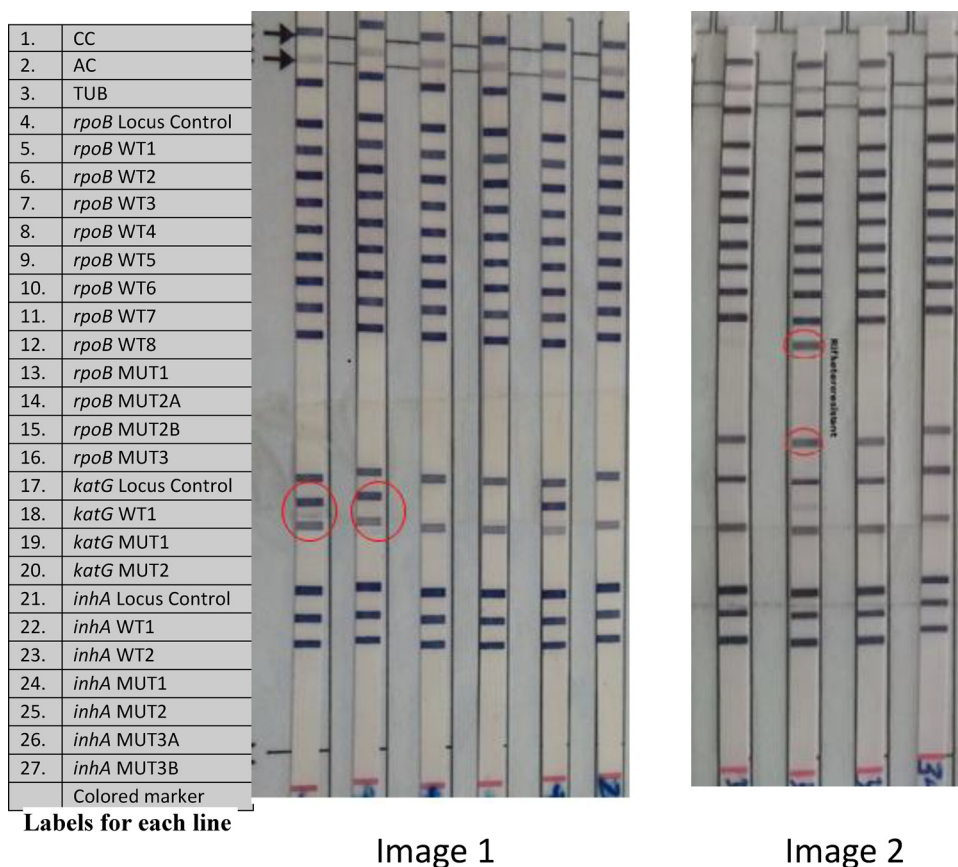 1. CC
2. AC
3. TUB
4. rpoB Locus Control
5. rpoB WT1
6. rpoB WT2
7. rpoB WT3
8. rpoB WT4
9. rpoB WT5
10. rpoB WT6
11. rpoB WT7
12. rpoB WT8
13. rpoB MUT1
14. rpoB MUT2A
15. rpoB MUT2B
16. rpoB MUT3
17. katG Locus Control
18. katG WT1
19. katG MUT1
20. katG MUT2
21. inhA Locus Control
22. inhA WT1
23. inhA WT2
24. inhA MUT1
25. inhA MUT2
26. inhA MUT3A
27. inhA MUT3B
Colored marker
Labels for each line
Rif heteroresistant
Image 1
Image 2